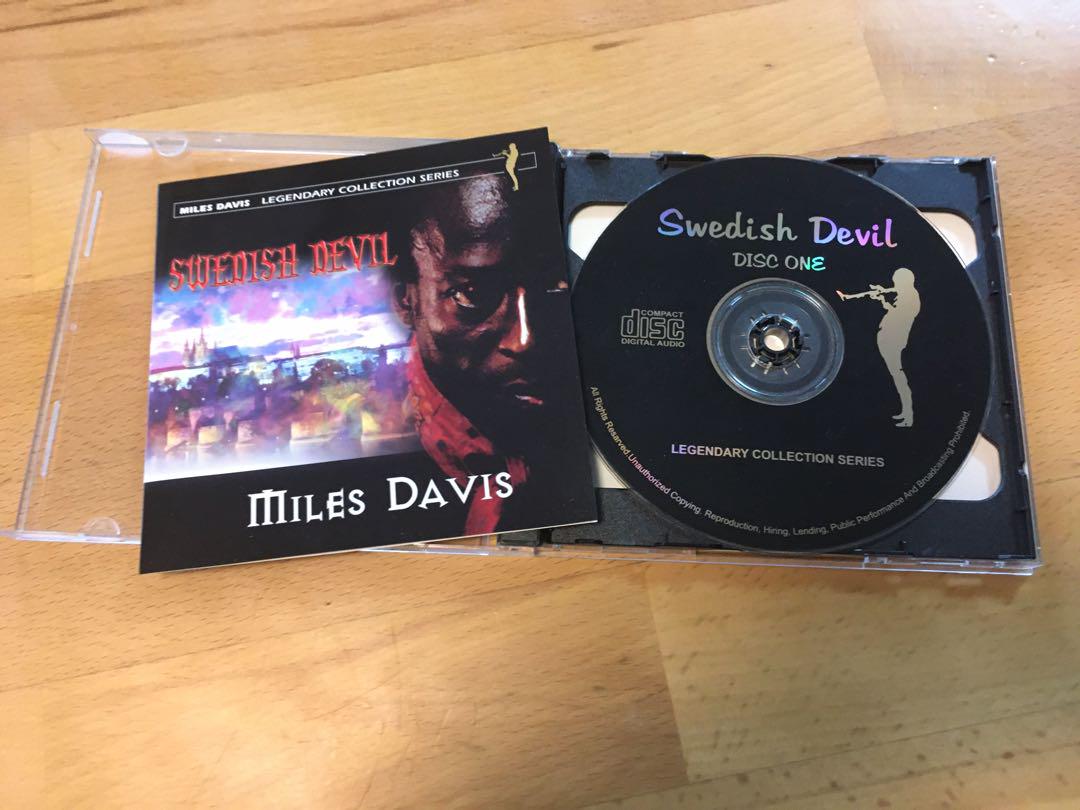 MILES DAVIS LEGENDARY COLLECTION SERIES
SWEDISH DEVIL
MILES DAVIS
Swedish Devil
DISC ONE
COMPACT
disc
DIGITAL AUDIO
LEGENDARY COLLECTION SERIES
All Rights Resarved.Unauthorized Copying. Reproduction, Hiring, Lending, Public Performance And Broadcasting Prohibited.